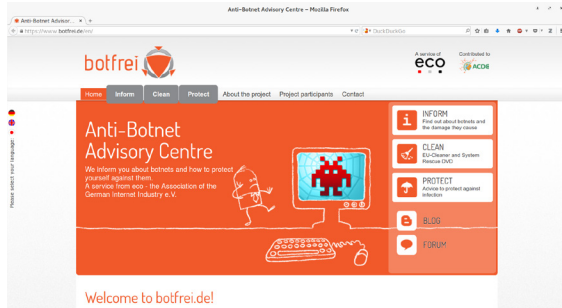 Anti-Botnet Advisory Centre - Mozilla Firefox
Anti-Botnet Advisor...
https://www.botfrei.de/en/
DuckDuckGo
botfrei
A service of
eco
Contributed to
ACDC
Home
Inform
Clean
Protect
About the project
Project participants
Contact
Please select your language:
Anti-Botnet
Advisory Centre
We inform you about botnets and how to protect
yourself against them.
A service from eco - the Association of the
German Internet Industry e.V.
INFORM
Find out about botnets and
the damage they cause
CLEAN
EU-Cleaner and System
Rescue DVD
PROTECT
Advice to protect against
infection
BLOG
FORUM
Welcome to botfrei.de!